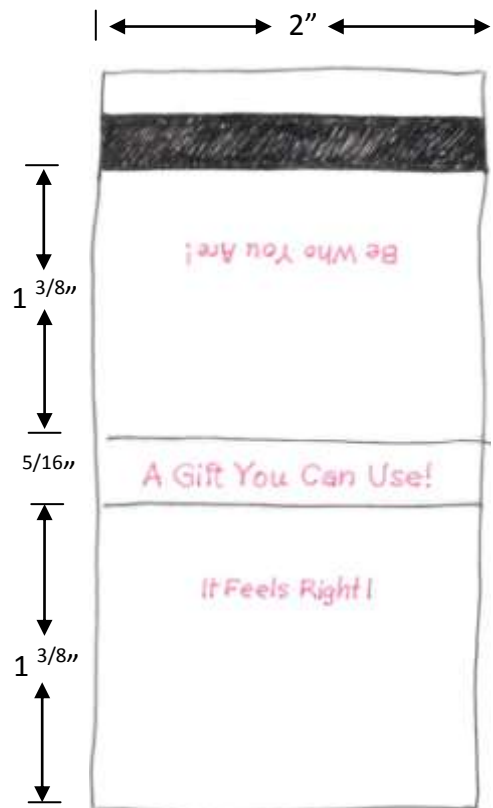 2”
Be Who You Are!
1 3/8”
5/16”
A Gift You Can Use!
It Feels Right!
1 3/8”